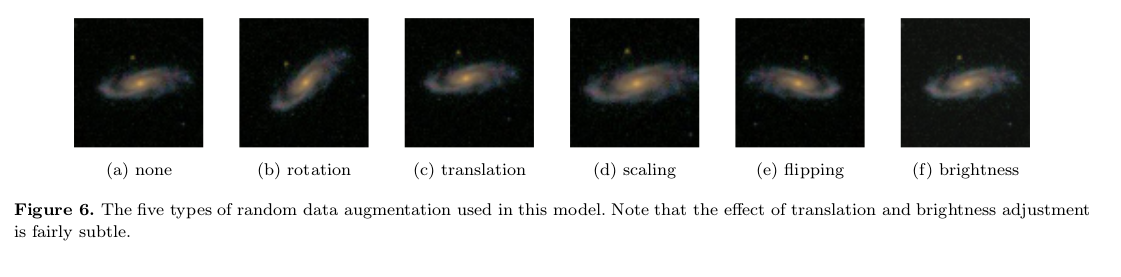 (a) none
(b) rotation
(c) translation
(d) scaling
(e) flipping
(f) brightness
Figure 6. The five types of random data augmentation used in this model. Note that the effect of translation and brightness adjustment
is fairly subtle.